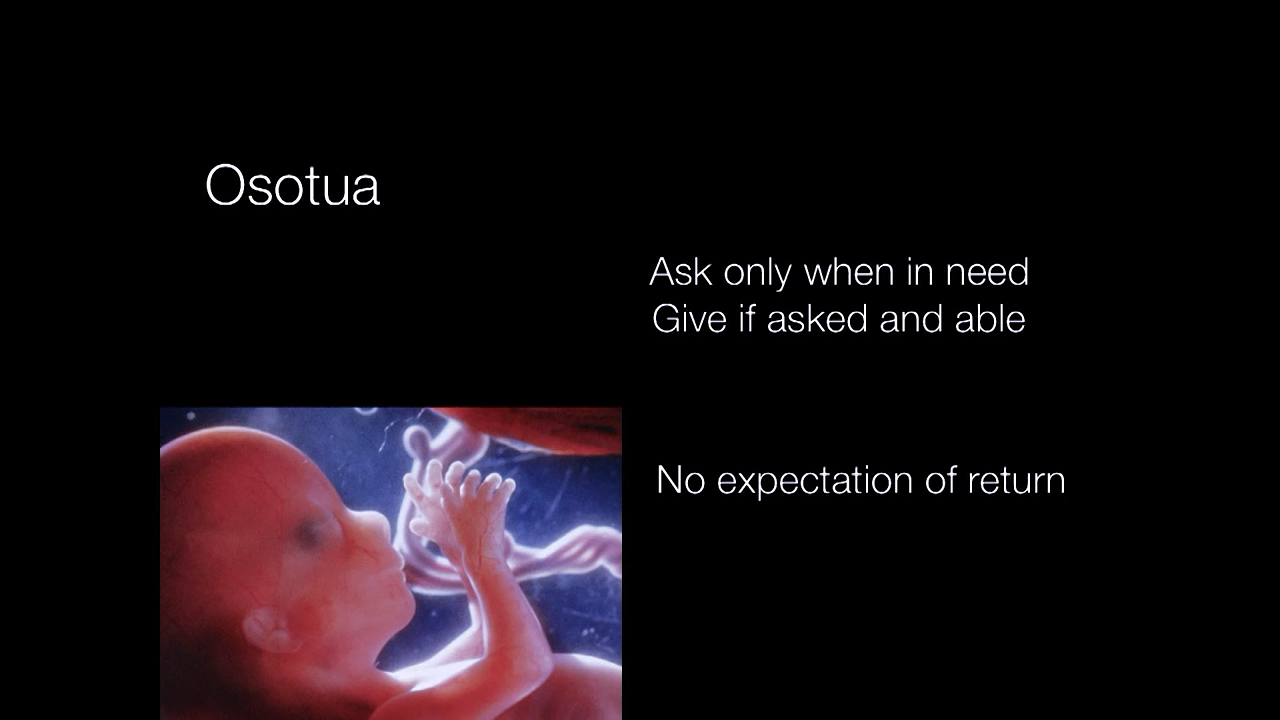 Osotua
Ask only when in need
Give if asked and able
No expectation of return